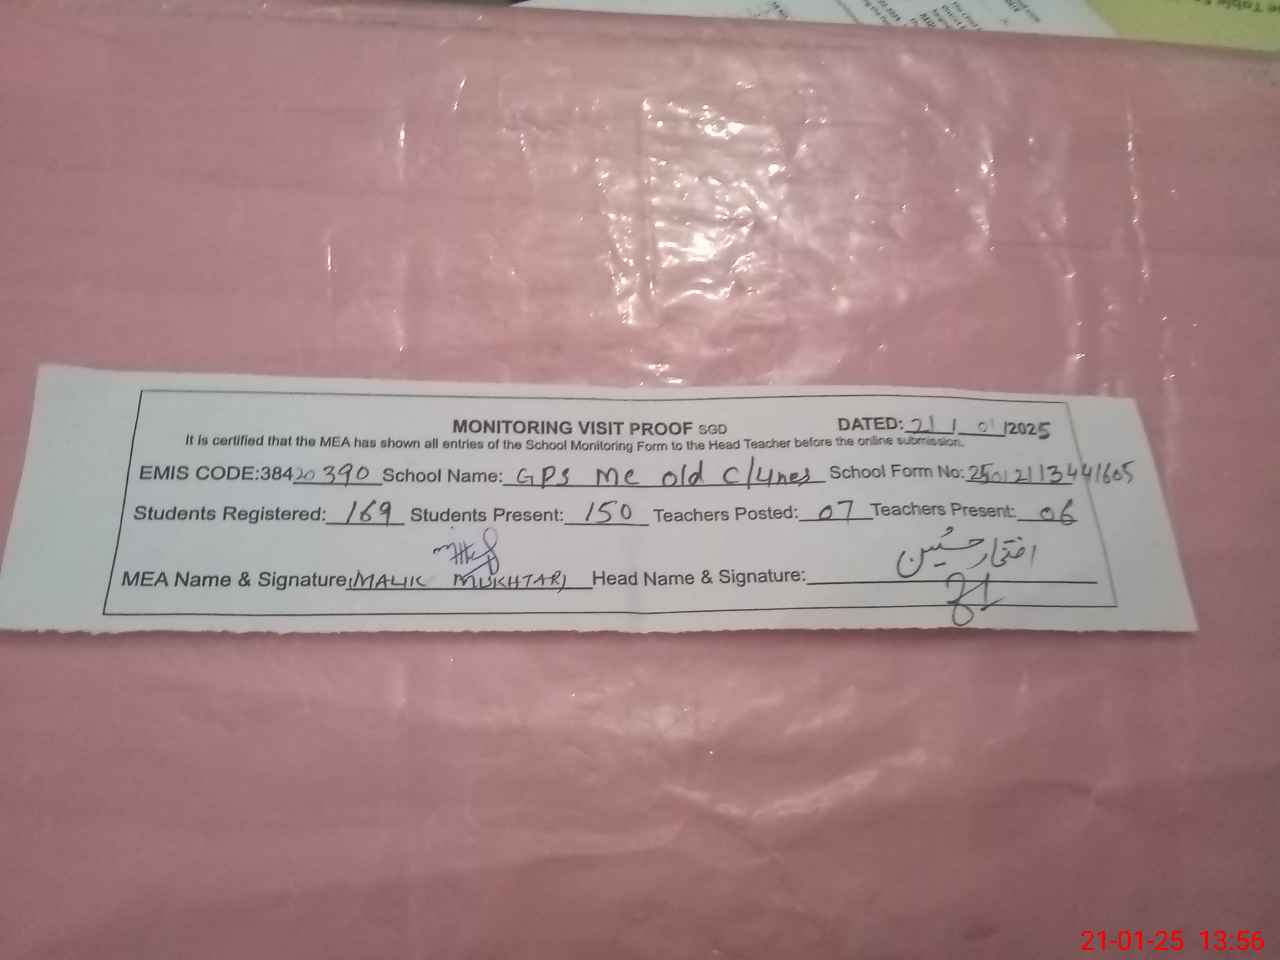 MONITORING VISIT PROOF SGD DATED: 21/01/2025
It is certified that the MEA has shown all entries of the School Monitoring Form to the Head Teacher before the online submission.
EMIS CODE:38420390 School Name: GPS MC old C/Lines School Form No: 25012113441605
Students Registered: 169 Students Present: 150 Teachers Posted: 07 Teachers Present: 06
MEA Name & Signature (MALIK MUKHTAR) Head Name & Signature: افتخار حسین
21-01-25 13:56